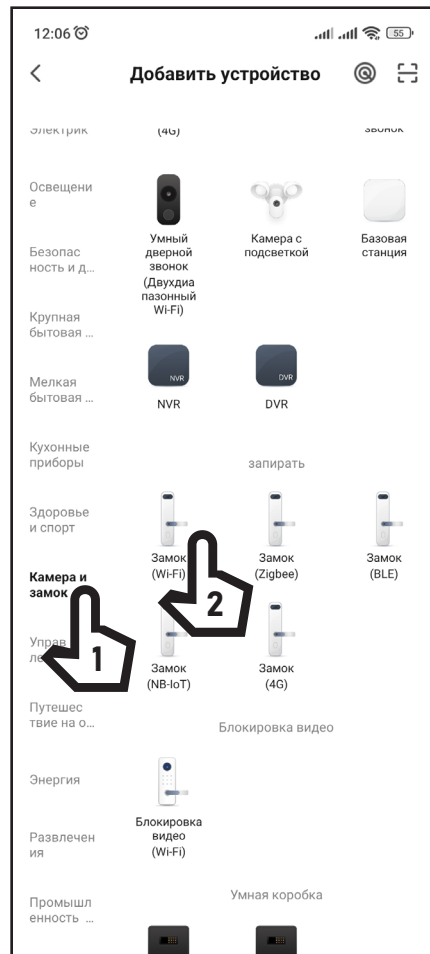 12:06
55
Добавить устройство
Электрик
(4G)
звонок
Освещени
е
Умный
дверной
звонок
(Двухдиа
пазонный
Wi-Fi)
Камера с
подсветкой
Базовая
станция
Безопас
ность и д...
Крупная
бытовая ...
NVR
DVR
NVR
DVR
Мелкая
бытовая ...
Кухонные
приборы
запирать
Здоровье
и спорт
Замок
(Wi-Fi)
Замок
(Zigbee)
Замок
(BLE)
Камера и
замок
2
Управ
1
Замок
(NB-IoT)
Замок
(4G)
Путешес
твие на о...
Блокировка видео
Энергия
Блокировка
видео
(Wi-Fi)
Развлечен
ия
Умная коробка
Промышл
енность ...